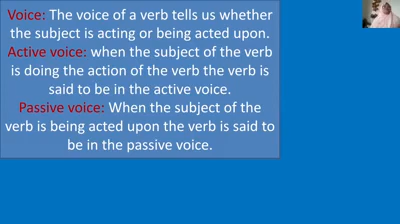 Voice: The voice of a verb tells us whether
the subject is acting or being acted upon.
Active voice: when the subject of the verb
is doing the action of the verb the verb is
said to be in the active voice.
Passive voice: When the subject of the
verb is being acted upon the verb is said to
be in the passive voice.